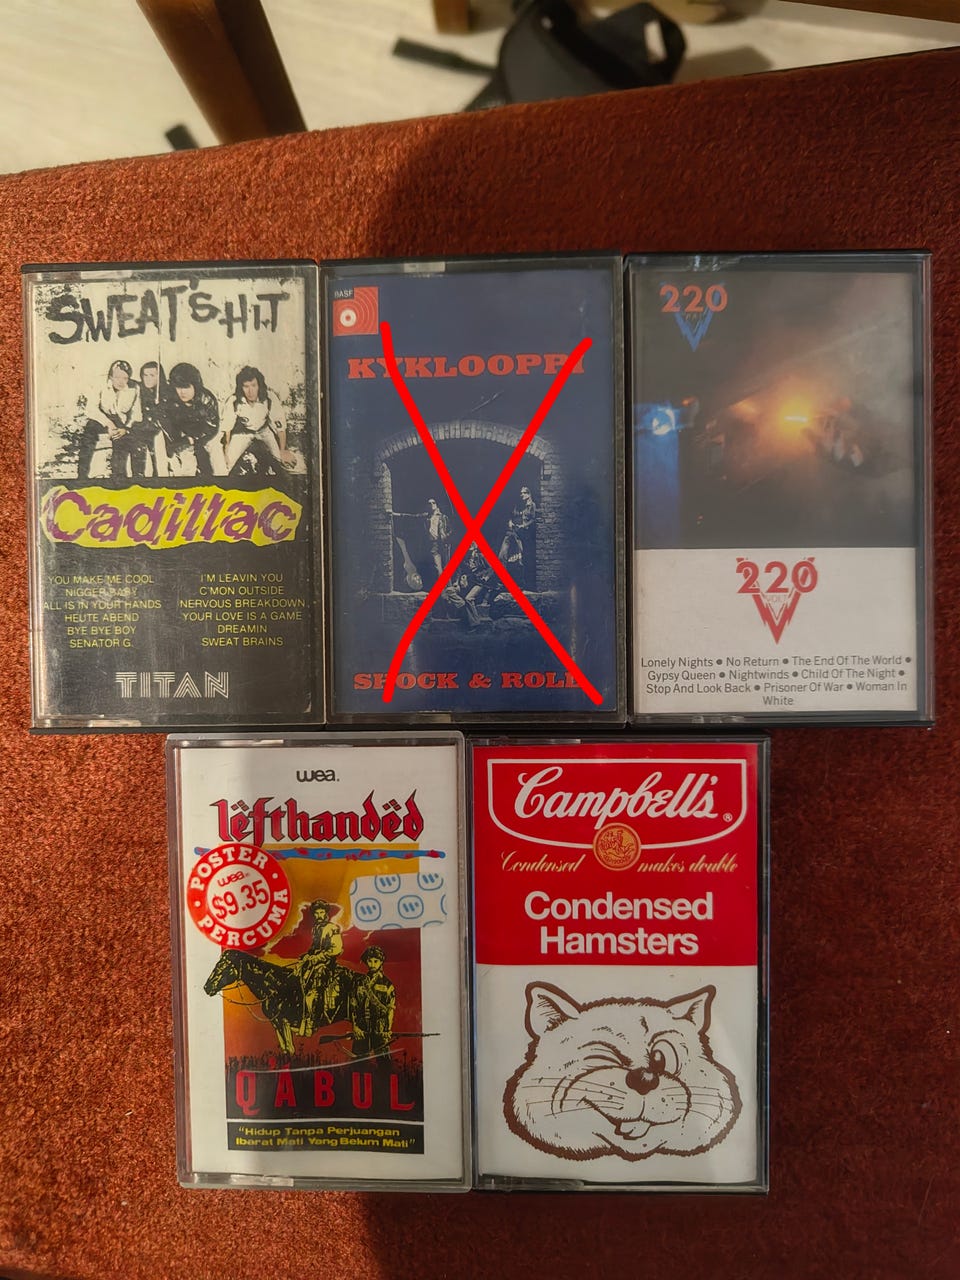 SWEAT'SHIT
Cadillac
YOU MAKE ME COOL
NIGGER BABY
ALL IS IN YOUR HANDS
HEUTE ABEND
BYE BYE BOY
SENATOR G.
I'M LEAVIN YOU
C'MON OUTSIDE
NERVOUS BREAKDOWN
YOUR LOVE IS A GAME
DREAMIN
SWEAT BRAINS
TITAN
BASF
KYKLOOPPI
SHOCK & ROLL
220
220
VOLT
Lonely Nights • No Return • The End Of The World •
Gypsy Queen • Nightwinds • Child Of The Night •
Stop And Look Back • Prisoner Of War • Woman In
White
wea.
lëfthandëd
POSTER
wea.
$9.35
PERCUMA
QABUL
"Hidup Tanpa Perjuangan
Ibarat Mati Yang Belum Mati"
Campbell's®
Condensed makes double
Condensed
Hamsters